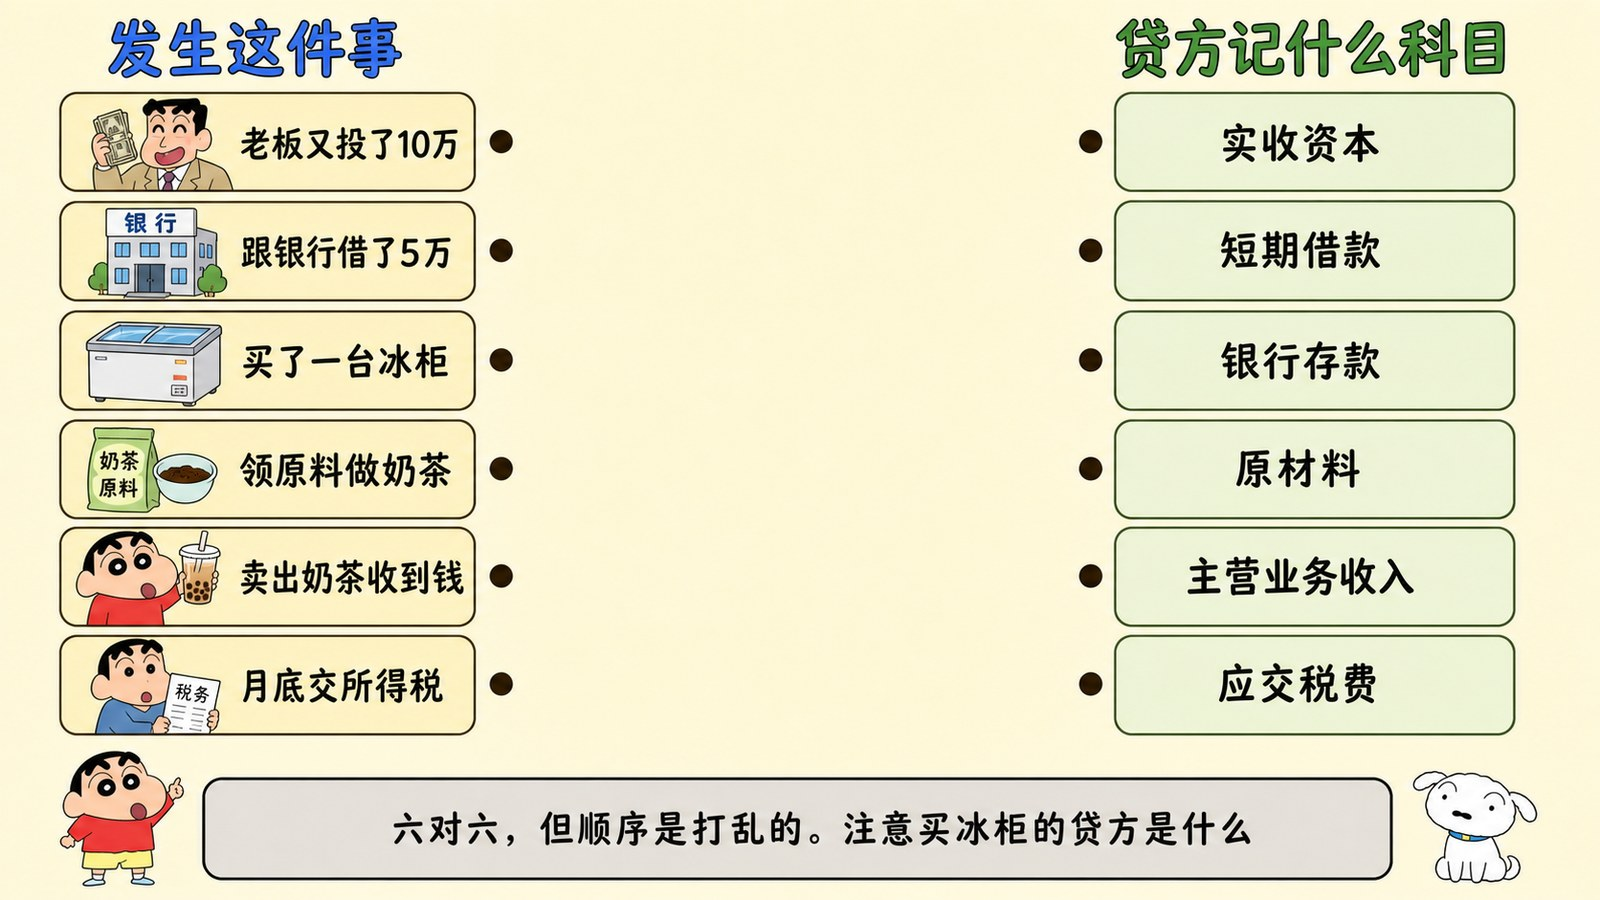 发生这件事
贷方记什么科目
老板又投了10万
实收资本
银行
跟银行借了5万
短期借款
买了一台冰柜
银行存款
奶茶
原料
领原料做奶茶
原材料
卖出奶茶收到钱
主营业务收入
税务
月底交所得税
应交税费
六对六，但顺序是打乱的。注意买冰柜的贷方是什么